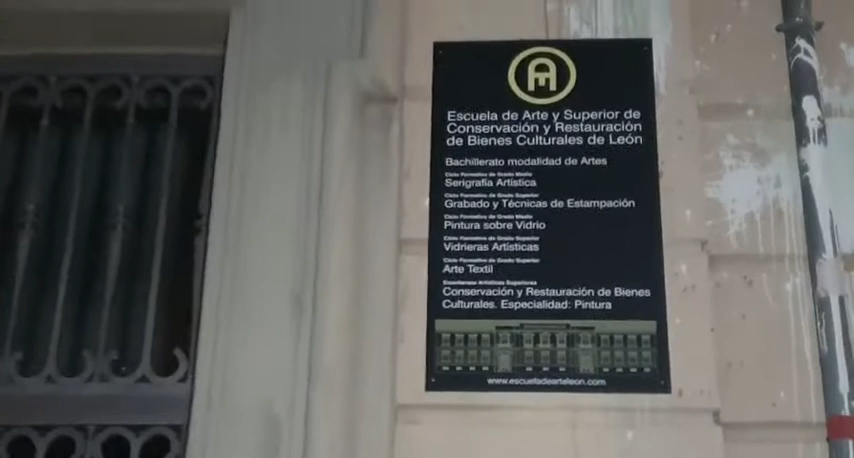 Escuela de Arte y Superior de
Conservación y Restauración
de Bienes Culturales de León
Bachillerato modalidad de Artes
Ciclo Formativo de Grado Medio
Serigrafía Artística
Ciclo Formativo de Grado Superior
Grabado y Técnicas de Estampación
Ciclo Formativo de Grado Medio
Pintura sobre Vidrio
Ciclo Formativo de Grado Superior
Vidrieras Artísticas
Ciclo Formativo de Grado Superior
Arte Textil
Enseñanzas Artísticas Superiores
Conservación y Restauración de Bienes
Culturales. Especialidad: Pintura
www.escueladearteleon.com